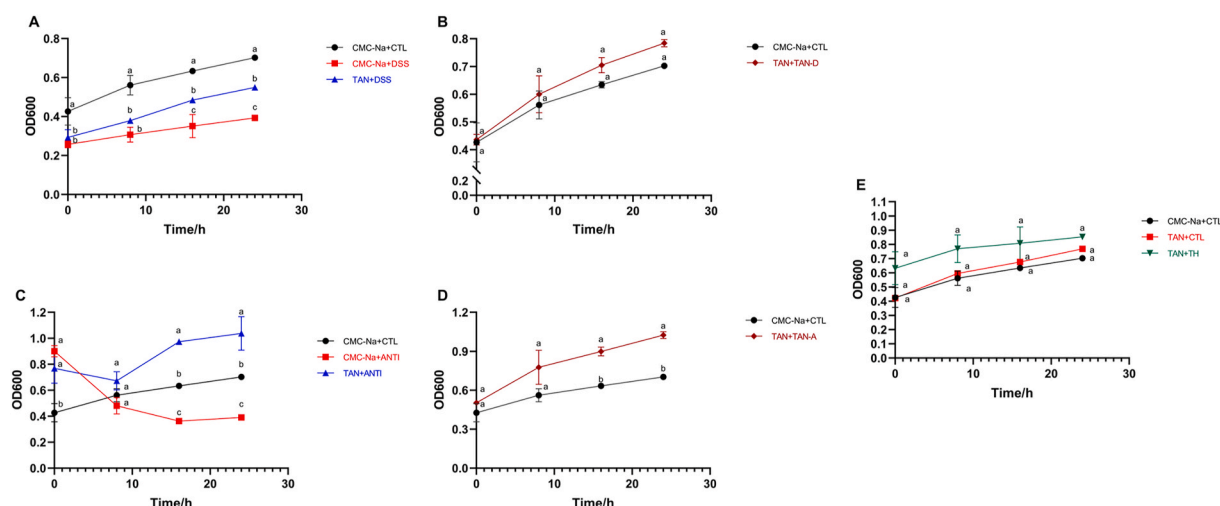 A
CMC-Na+CTL
CMC-Na+DSS
TAN+DSS
OD600
0.8
0.6
0.4
0.2
0.0
a
a
a
a
b
b
b
b
b
b
c
c
0
10
20
30
Time/h
B
CMC-Na+CTL
TAN+TAN-D
OD600
0.8
0.7
0.6
0.5
0.4
0.2
0.0
a
a
a
a
a
a
a
a
0
10
20
30
Time/h
C
CMC-Na+CTL
CMC-Na+ANTI
TAN+ANTI
OD600
1.2
1.0
0.8
0.6
0.4
0.2
0.0
a
a
b
a
a
a
a
b
c
a
b
c
0
10
20
30
Time/h
D
CMC-Na+CTL
TAN+TAN-A
OD600
1.2
0.9
0.6
0.3
0.0
a
a
a
a
a
b
a
b
0
10
20
30
Time/h
E
CMC-Na+CTL
TAN+CTL
TAN+TH
OD600
1.1
1.0
0.9
0.8
0.7
0.6
0.5
0.4
0.3
0.2
0.1
0.0
a
a
a
a
a
a
a
a
a
a
a
a
0
10
20
30
Time/h